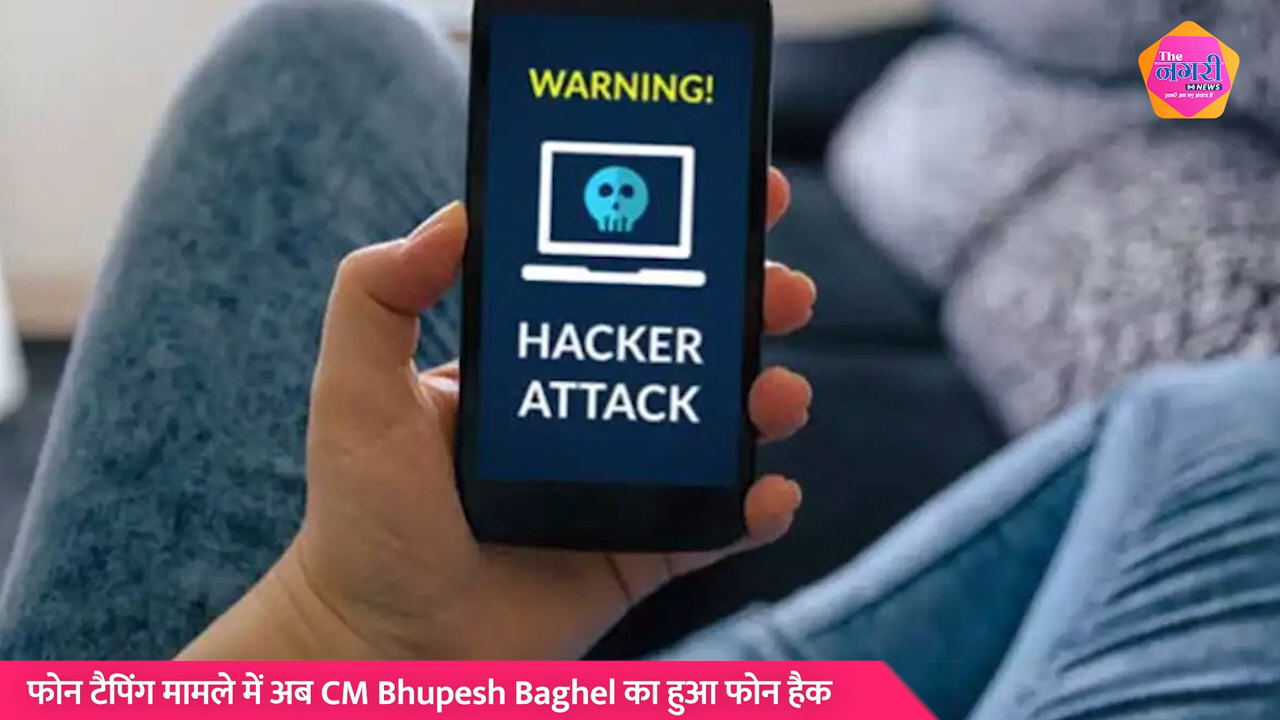 The
नगरी
NEWS
WARNING!
HACKER
ATTACK
फोन टैपिंग मामले में अब CM Bhupesh Baghel का हुआ फोन हैक